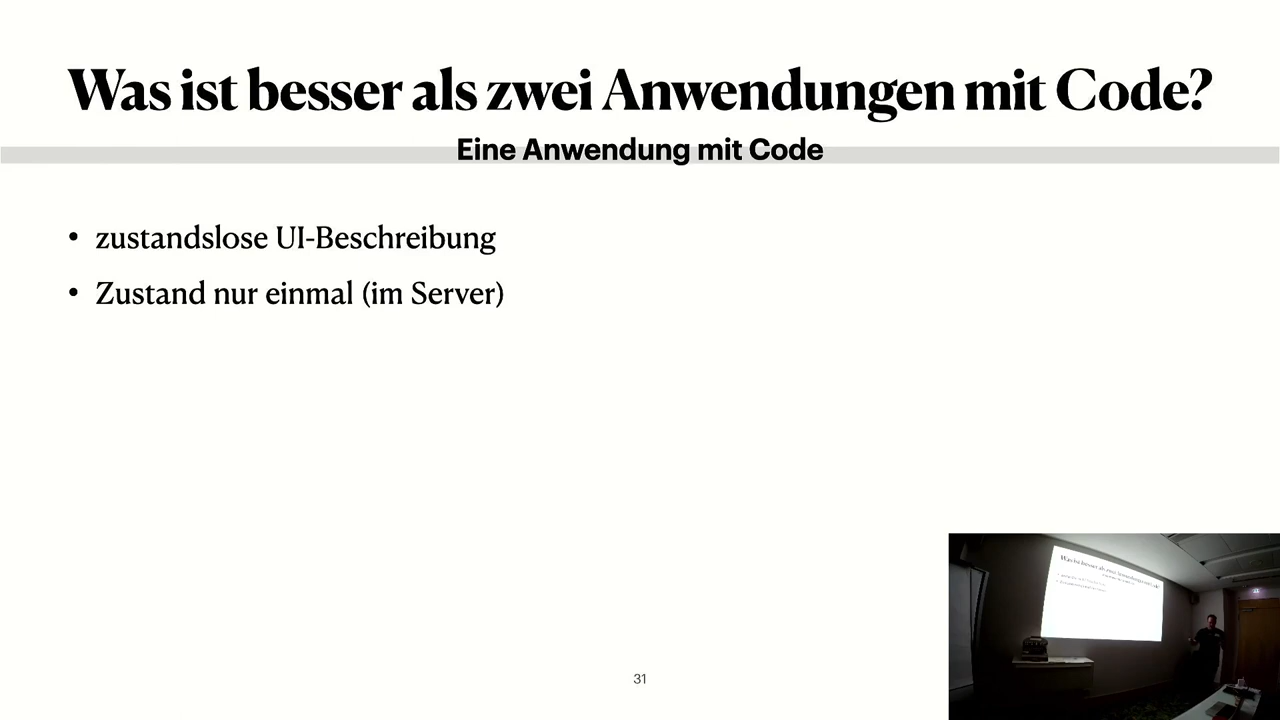 Was ist besser als zwei Anwendungen mit Code?
Eine Anwendung mit Code
• zustandslose UI-Beschreibung
• Zustand nur einmal (im Server)
31